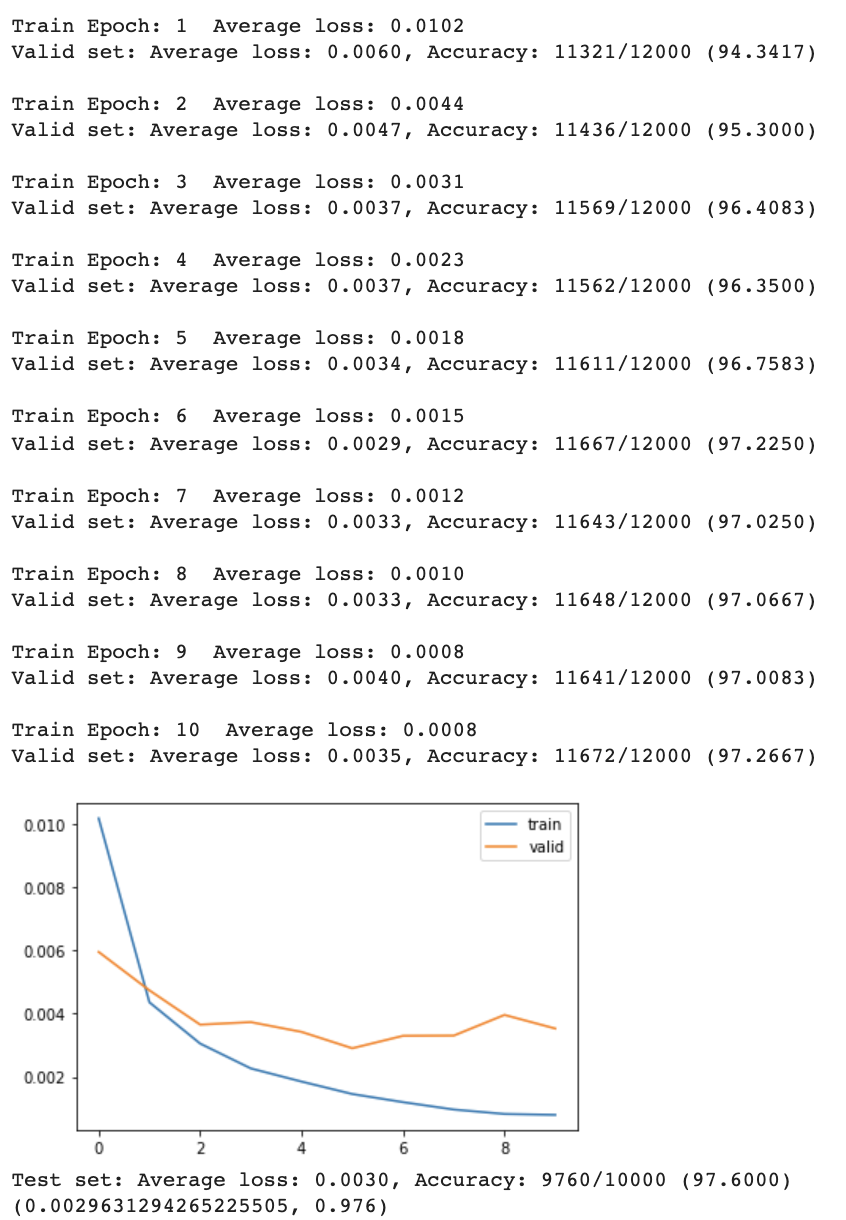 Train Epoch: 1  Average loss: 0.0102
Valid set: Average loss: 0.0060, Accuracy: 11321/12000 (94.3417)
Train Epoch: 2  Average loss: 0.0044
Valid set: Average loss: 0.0047, Accuracy: 11436/12000 (95.3000)
Train Epoch: 3  Average loss: 0.0031
Valid set: Average loss: 0.0037, Accuracy: 11569/12000 (96.4083)
Train Epoch: 4  Average loss: 0.0023
Valid set: Average loss: 0.0037, Accuracy: 11562/12000 (96.3500)
Train Epoch: 5  Average loss: 0.0018
Valid set: Average loss: 0.0034, Accuracy: 11611/12000 (96.7583)
Train Epoch: 6  Average loss: 0.0015
Valid set: Average loss: 0.0029, Accuracy: 11667/12000 (97.2250)
Train Epoch: 7  Average loss: 0.0012
Valid set: Average loss: 0.0033, Accuracy: 11643/12000 (97.0250)
Train Epoch: 8  Average loss: 0.0010
Valid set: Average loss: 0.0033, Accuracy: 11648/12000 (97.0667)
Train Epoch: 9  Average loss: 0.0008
Valid set: Average loss: 0.0040, Accuracy: 11641/12000 (97.0083)
Train Epoch: 10  Average loss: 0.0008
Valid set: Average loss: 0.0035, Accuracy: 11672/12000 (97.2667)
train
valid
0.010
0.008
0.006
0.004
0.002
0 2 4 6 8
Test set: Average loss: 0.0030, Accuracy: 9760/10000 (97.6000)
(0.0029631294265225505, 0.976)